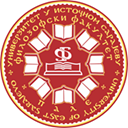 УНИВЕРЗИТЕТ У ИСТОЧНОМ САРАЈЕВУ
ФИЛОЗОФСКИ ФАКУЛТЕТ
Ф
ПАЛЕ
UNIVERSITY OF EAST SARAJEVO